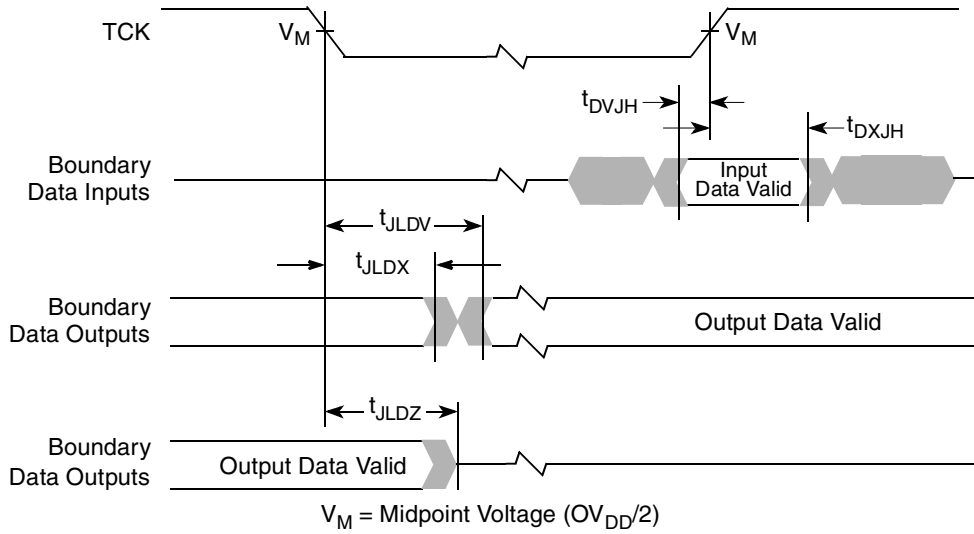 TCK
V_M
V_M
t_DVJH
t_DXJH
Boundary
Data Inputs
Input
Data Valid
t_JLDV
t_JLDX
Boundary
Data Outputs
Output Data Valid
t_JLDZ
Boundary
Data Outputs
Output Data Valid
V_M = Midpoint Voltage (OV_DD/2)